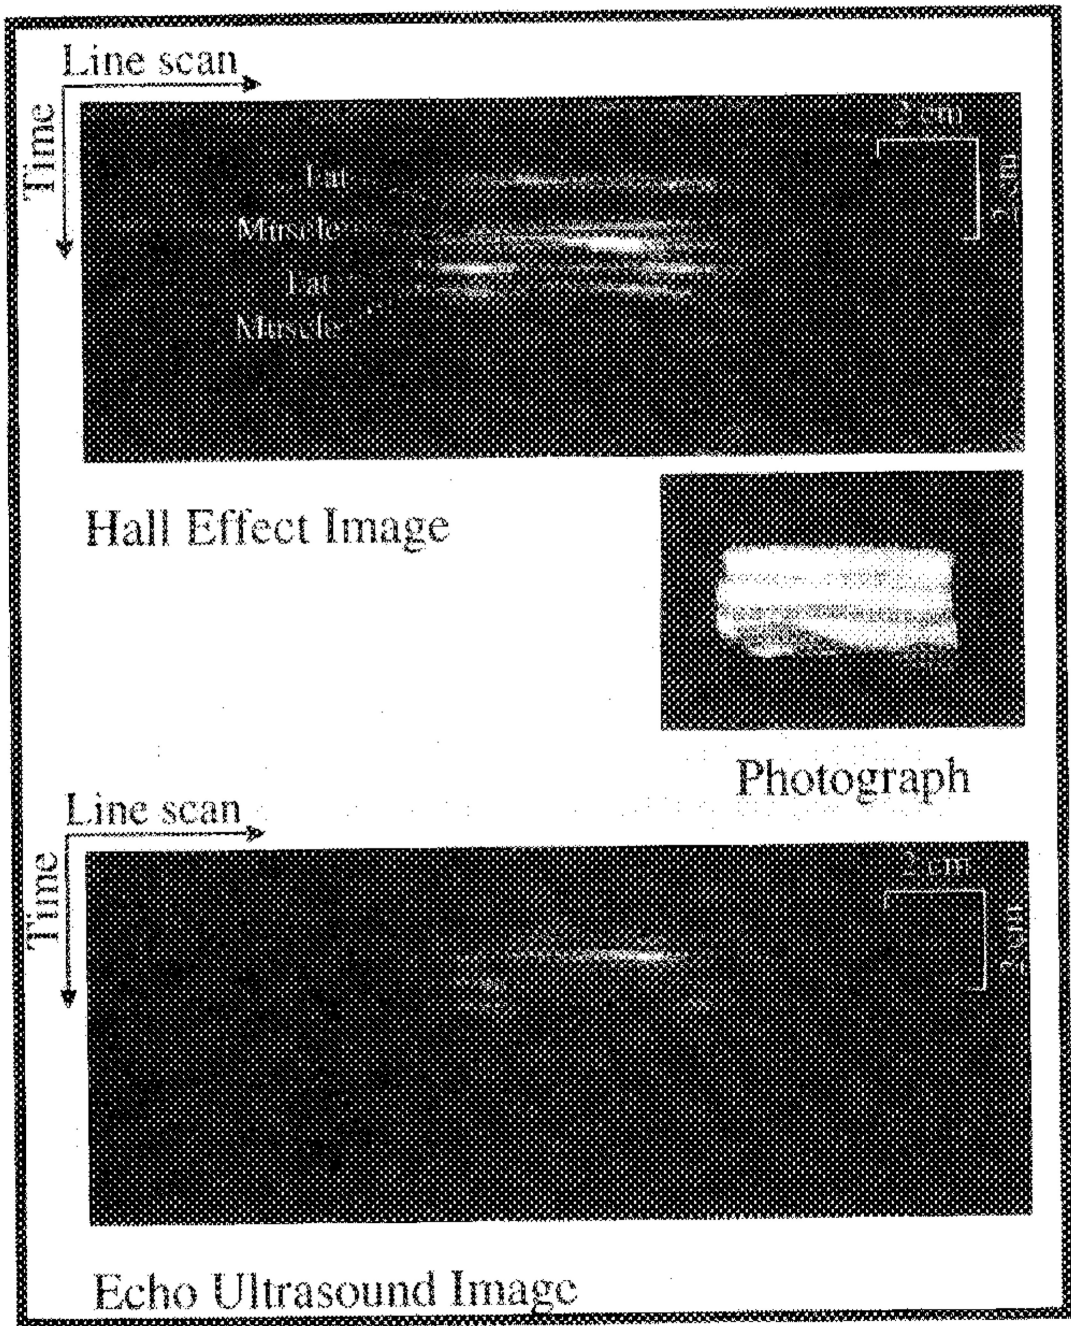 Line scan
Time
2 cm
2 cm
Fat
Muscle
Fat
Muscle
Hall Effect Image
Photograph
Line scan
Time
2 cm
2 cm
Echo Ultrasound Image